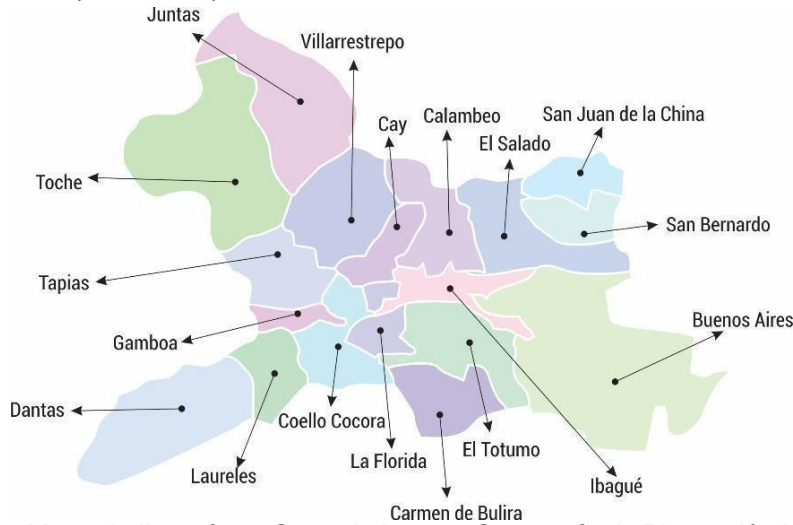 Juntas
Villarrestrepo
Cay
Calambeo
San Juan de la China
El Salado
Toche
San Bernardo
Tapias
Buenos Aires
Gamboa
Dantas
Coello Cocora
El Totumo
La Florida
Laureles
Ibagué
Carmen de Bulira